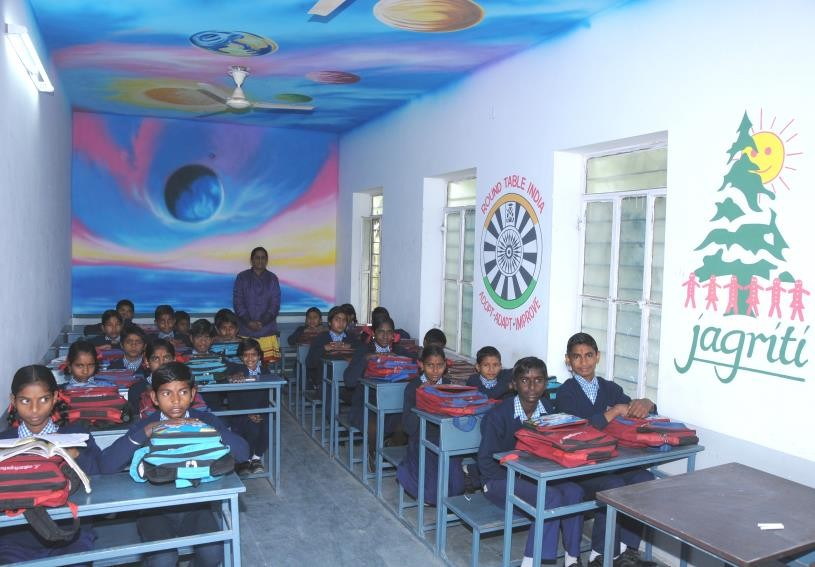 ROUND TABLE INDIA
ADOPT·ADAPT·IMPROVE
jagriti